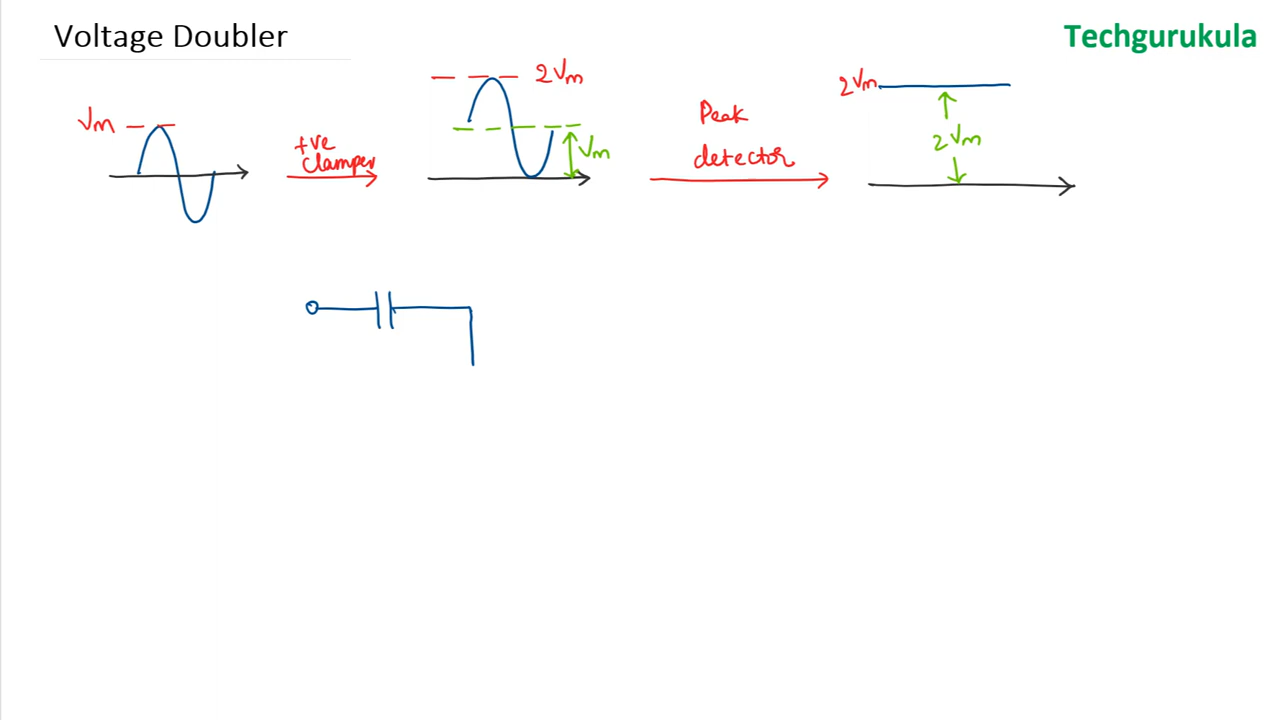 Voltage Doubler
Techgurukula
Vm
+ve
clamper
2Vm
Vm
Peak
detector
2Vm
2Vm